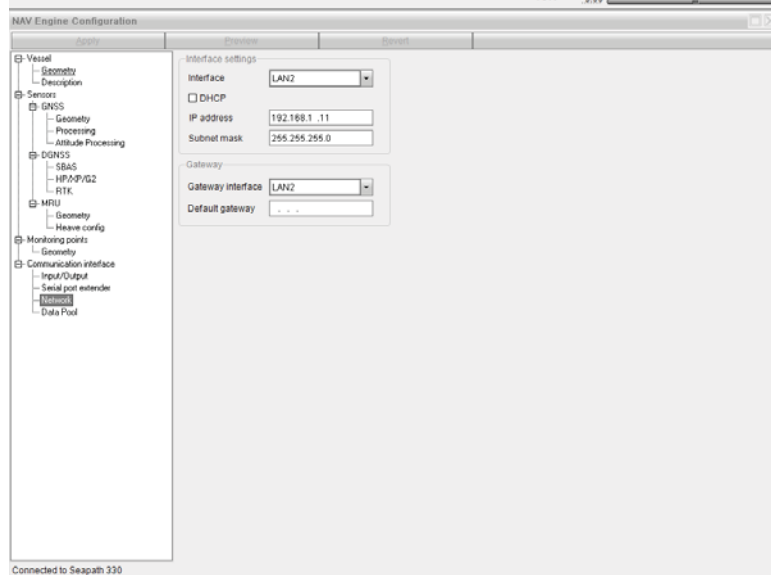 NAV Engine Configuration
Apply Preview Revert
Vessel
Geometry
Description
Sensors
GNSS
Geometry
Processing
Attitude Processing
DGNSS
SBAS
HP/XP/G2
RTK
MRU
Geometry
Heave config
Monitoring points
Geometry
Communication interface
Input/Output
Serial port extender
Network
Data Pool
Interface settings
Interface LAN2
DHCP
IP address 192.168.1 .11
Subnet mask 255.255.255.0
Gateway
Gateway interface LAN2
Default gateway . . .
Connected to Seapath 330